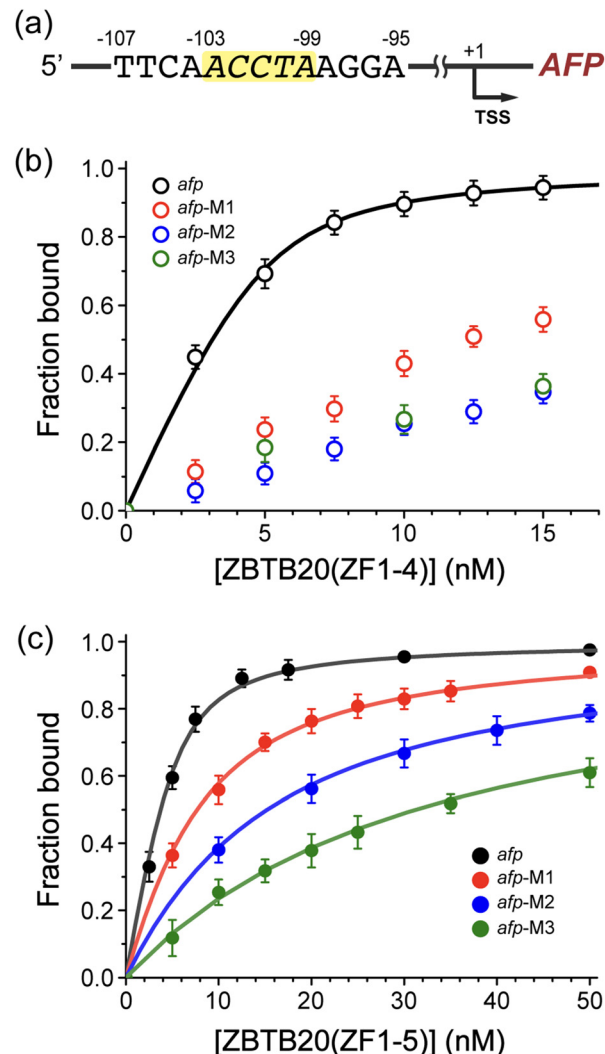 (a)
-107 -103 -99 -95 +1
5’ TTCAACCTAAGGA AFP
TSS
(b)
1.0
0.8
0.6
0.4
0.2
0.0
Fraction bound
afp
afp-M1
afp-M2
afp-M3
0 5 10 15
[ZBTB20(ZF1-4)] (nM)
(c)
1.0
0.8
0.6
0.4
0.2
0.0
Fraction bound
afp
afp-M1
afp-M2
afp-M3
0 10 20 30 40 50
[ZBTB20(ZF1-5)] (nM)